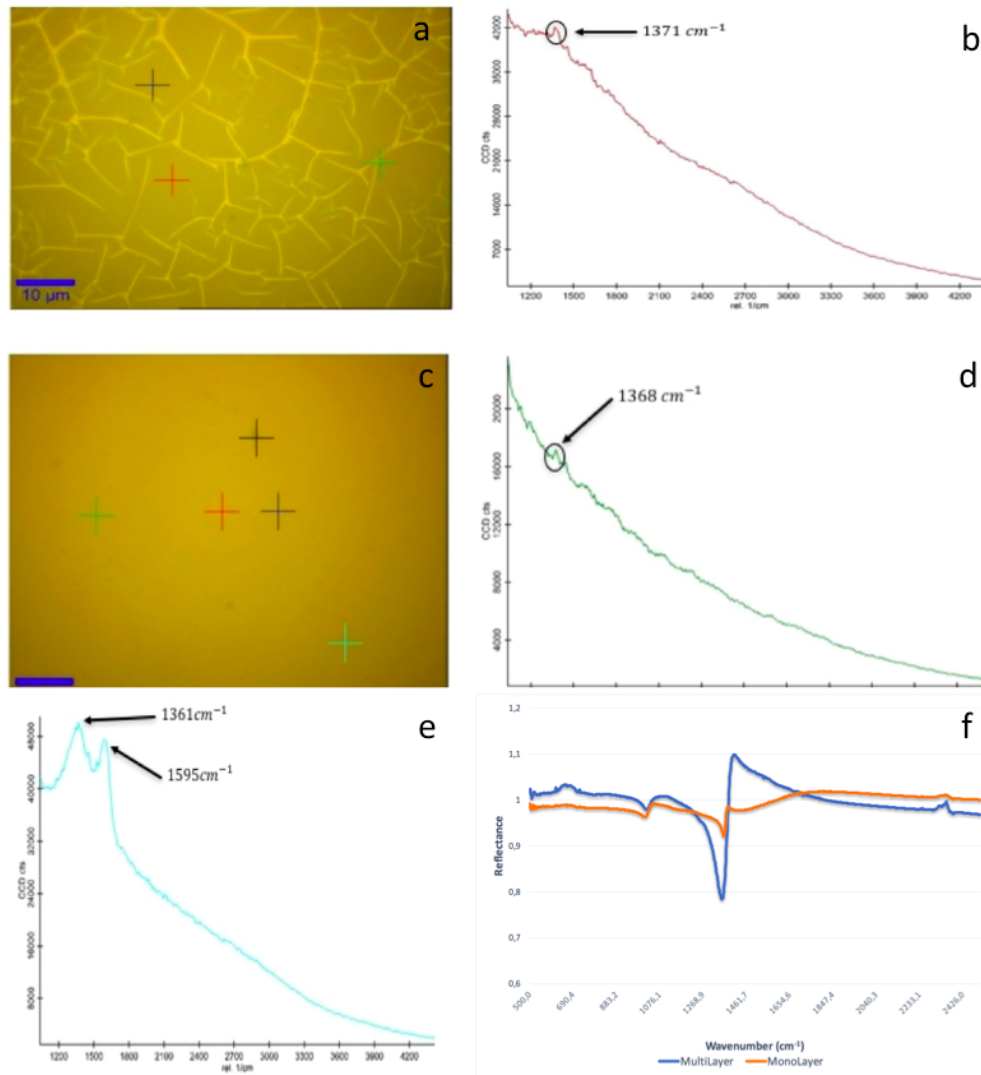 a
10 µm
b
1371 cm⁻¹
42000
35000
28000
21000
14000
7000
CCD cts
1200 1500 1800 2100 2400 2700 3000 3300 3600 3900 4200
rel. 1/cm
c
d
1368 cm⁻¹
20000
16000
12000
8000
4000
CCD cts
e
1361cm⁻¹
1595cm⁻¹
48000
40000
32000
24000
16000
8000
CCD cts
1200 1500 1800 2100 2400 2700 3000 3300 3600 3900 4200
rel. 1/cm
f
1,2
1,1
1
0,9
0,8
0,7
0,6
Reflectance
500,0 690,4 883,2 1076,1 1268,9 1461,7 1654,6 1847,4 2040,3 2233,1 2426,0
Wavenumber (cm⁻¹)
MultiLayer MonoLayer